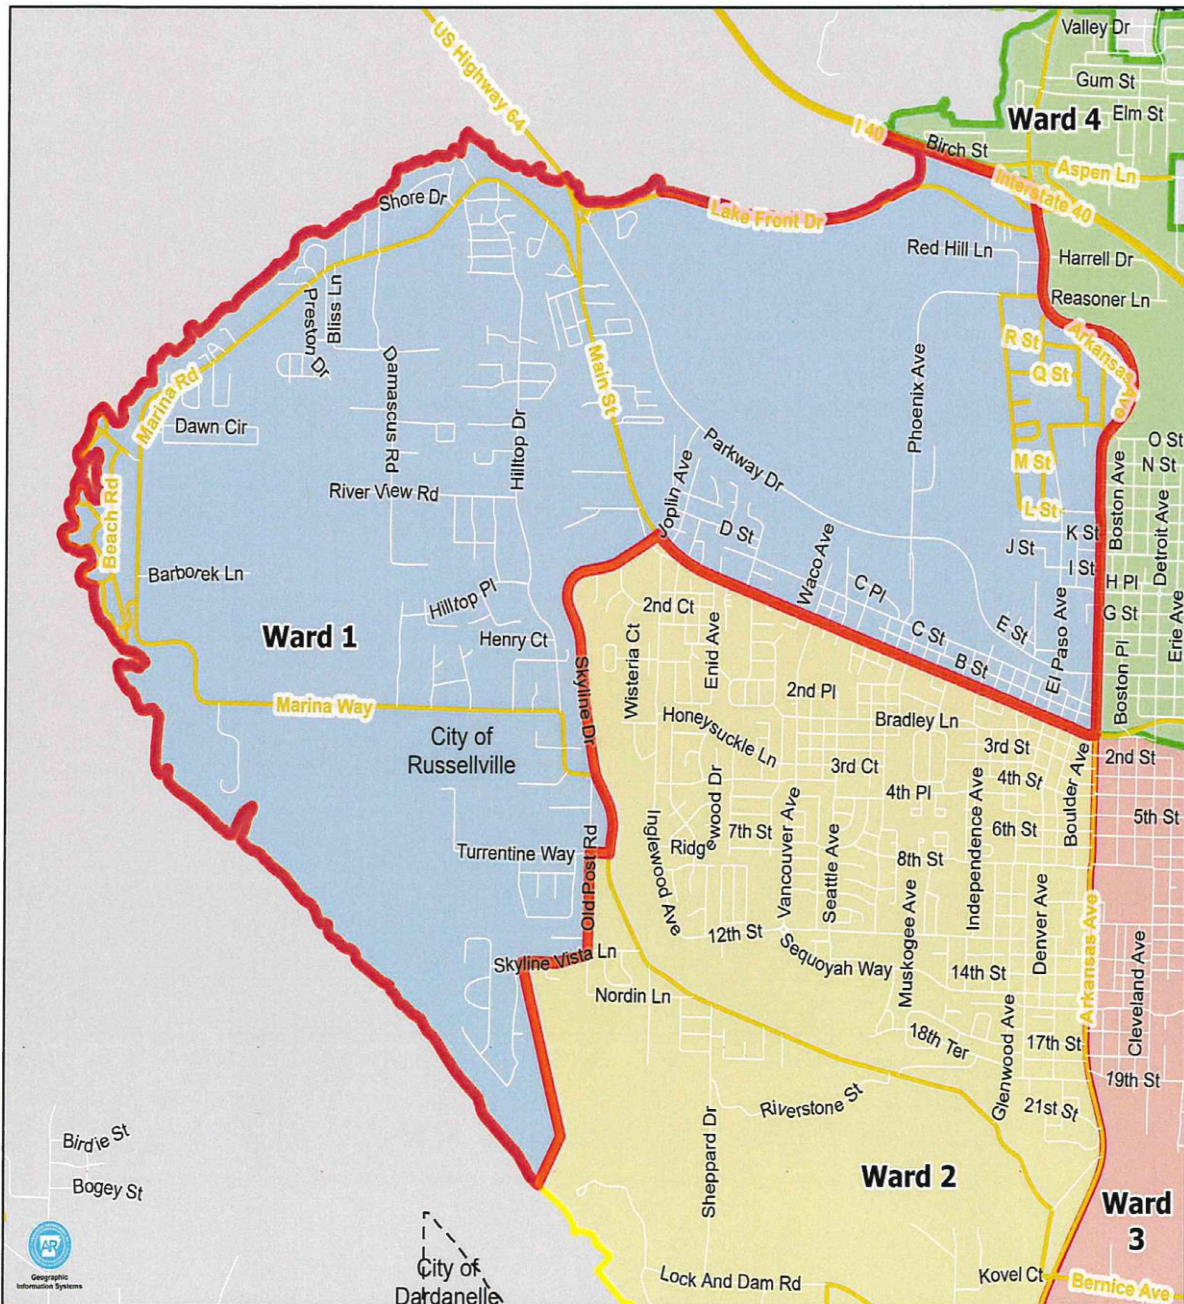 Valley Dr
US Highway 64
Gum St
Ward 4
Elm St
I 40
Birch St
Aspen Ln
Interstate 40
Shore Dr
Lake Front Dr
Red Hill Ln
Harrell Dr
Reasoner Ln
Preston Dr
Bliss Ln
R St
Arkansas Ave
Q St
Marina Rd
Damascus Rd
Main St
Phoenix Ave
Dawn Cir
Hilltop Dr
Parkway Dr
O St
N St
M St
River View Rd
Joplin Ave
Boston Ave
Detroit Ave
Beach Rd
L St
D St
K St
J St
I St
Waco Ave
Barborek Ln
C Pl
H Pl
Hilltop Pl
2nd Ct
G St
E St
El Paso Ave
C St
Erie Ave
Ward 1
Henry Ct
Wisteria Ct
Enid Ave
B St
Boston Pl
Skyline Dr
2nd Pl
Marina Way
Honeysuckle Ln
Bradley Ln
City of
Russellville
3rd St
2nd St
3rd Ct
4th St
4th Pl
Boulder Ave
Ridgewood Dr
Vancouver Ave
Independence Ave
5th St
7th St
6th St
Inglewood Ave
Seattle Ave
Turrentine Way
8th St
Old Post Rd
Muskogee Ave
Denver Ave
Arkansas Ave
12th St
Sequoyah Way
Cleveland Ave
Skyline Vista Ln
14th St
Nordin Ln
18th Ter
Glenwood Ave
17th St
19th St
Riverstone St
21st St
Birdie St
Sheppard Dr
Ward 2
Bogey St
Ward
3
AR
Geographic
Information Systems
City of
Dardanelle
Lock And Dam Rd
Kovel Ct
Bernice Ave